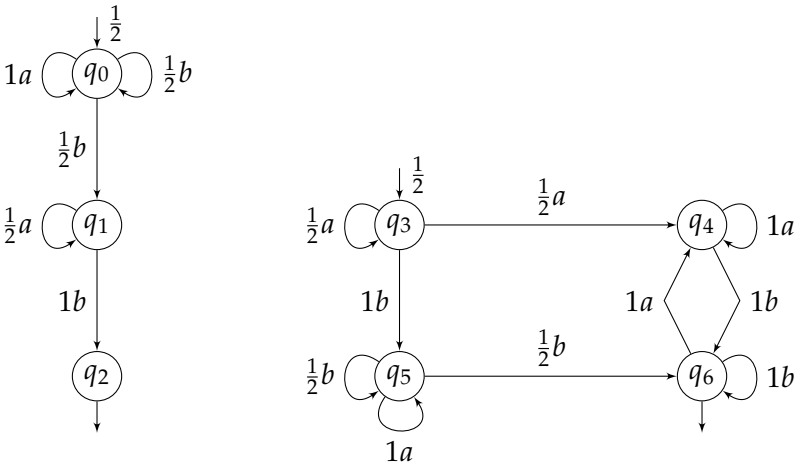 1/2
1a q0 1/2b
1/2b
1/2
1/2a
1/2a q1
1/2a q3 q4 1a
1b
1b
1a 1b
1/2b
q2
1/2b q5 q6 1b
1a